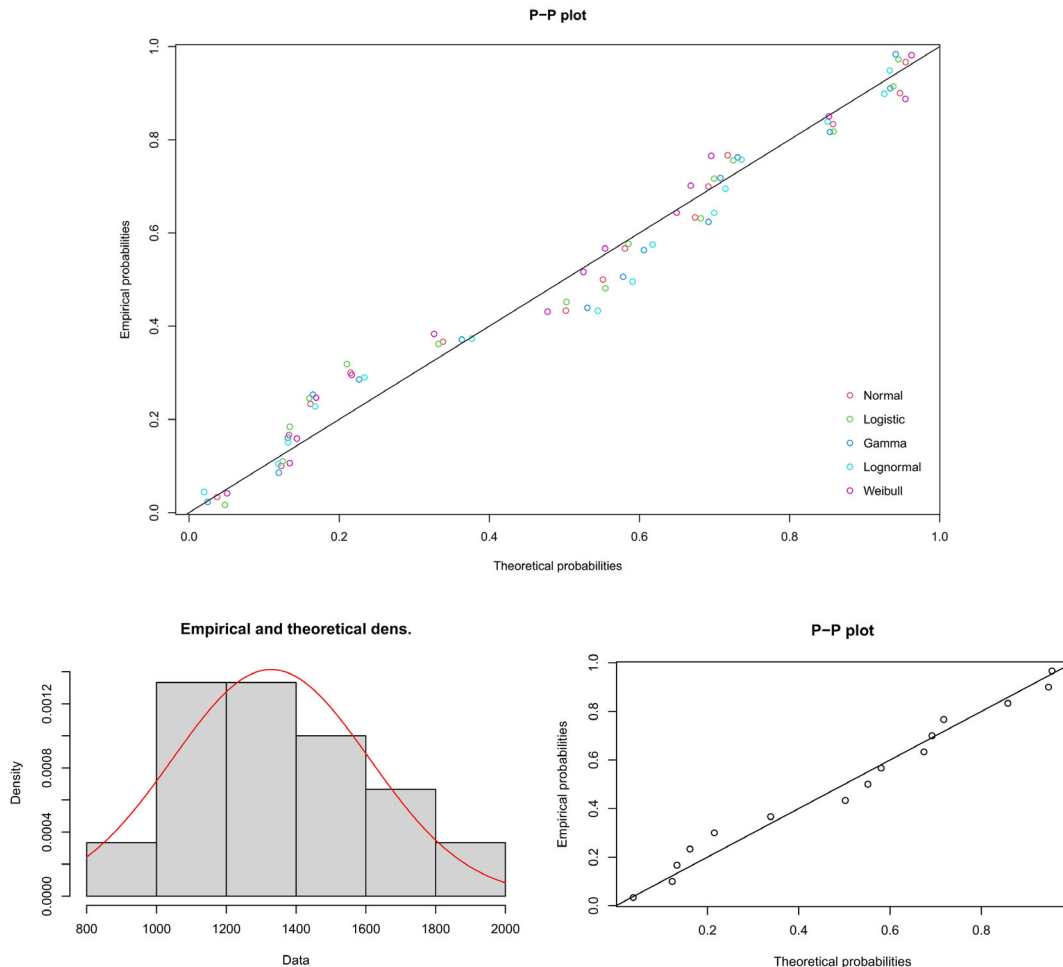 P−P plot
Empirical probabilities
1.0
0.8
0.6
0.4
0.2
0.0
Normal
Logistic
Gamma
Lognormal
Weibull
0.0 0.2 0.4 0.6 0.8 1.0
Theoretical probabilities
Empirical and theoretical dens.
Density
0.0012
0.0008
0.0004
0.0000
800 1000 1200 1400 1600 1800 2000
Data
P−P plot
Empirical probabilities
1.0
0.8
0.6
0.4
0.2
0.0
0.2 0.4 0.6 0.8
Theoretical probabilities